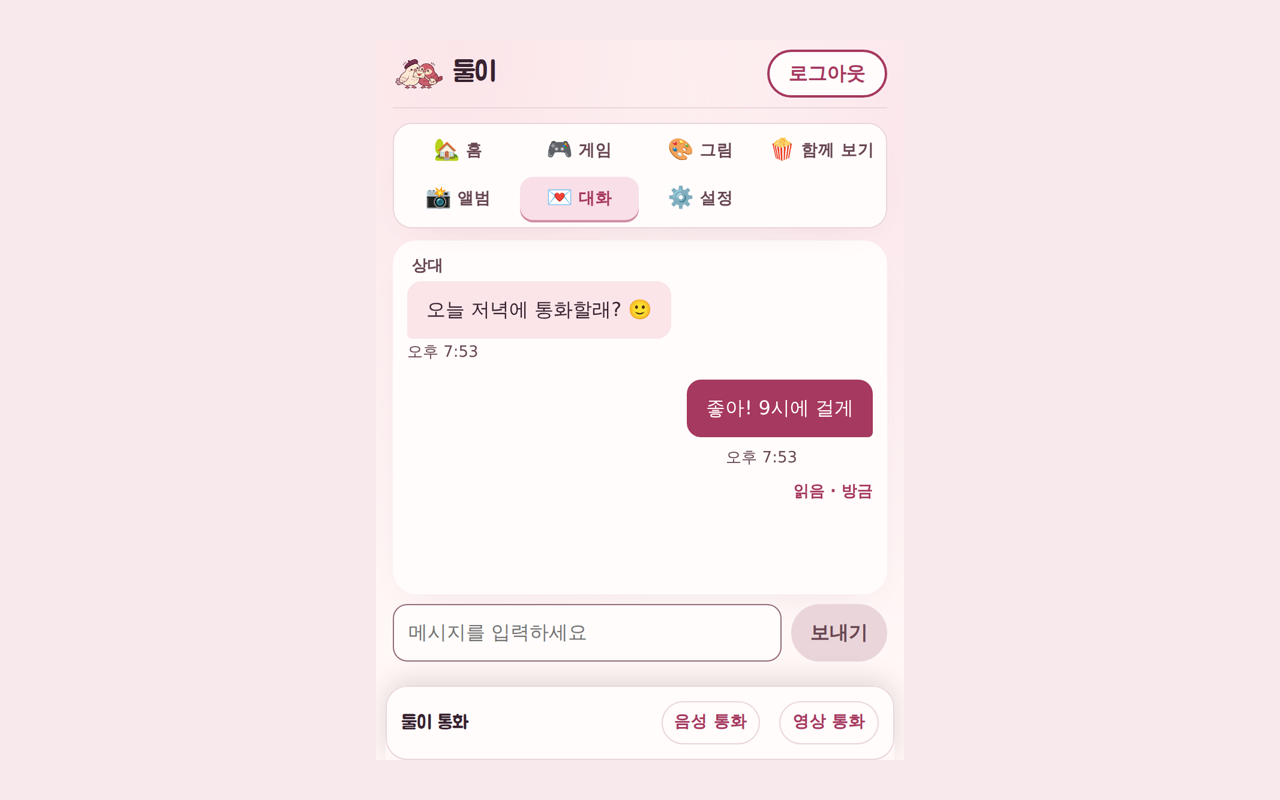 둘이
로그아웃
홈 게임 그림 함께 보기
앨범 대화 설정
상대
오늘 저녁에 통화할래? 🙂
오후 7:53
좋아! 9시에 걸게
오후 7:53
읽음 · 방금
메시지를 입력하세요
보내기
둘이 통화
음성 통화
영상 통화